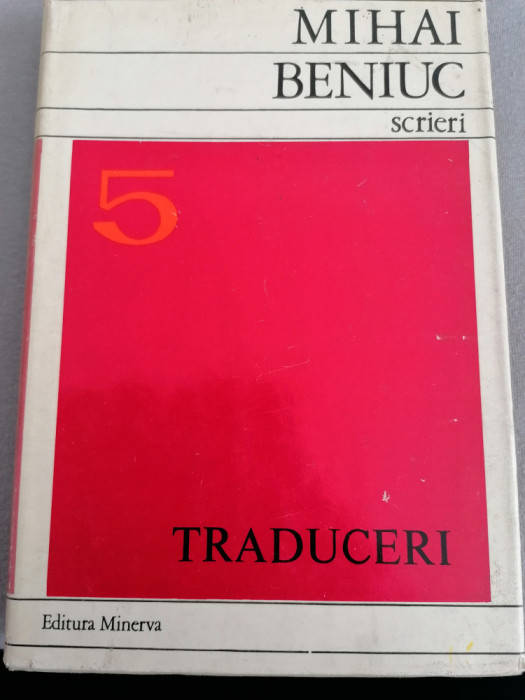 MIHAI
BENIUC
scrieri
5
TRADUCERI
Editura Minerva